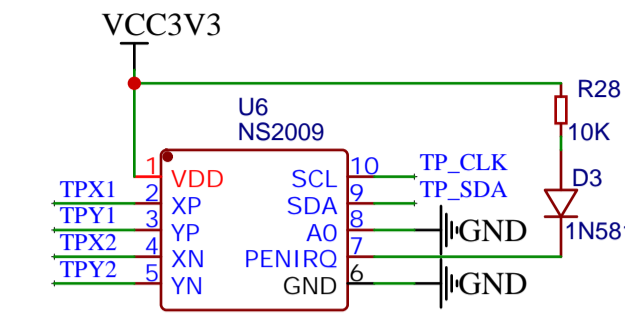 VCC3V3
R28
10K
U6
NS2009
D3
1 VDD SCL 10 TP_CLK
TPX1 2 XP SDA 9 TP_SDA
TPY1 3 YP A0 8 GND
TPX2 4 XN PENIRQ 7
TPY2 5 YN GND 6 GND